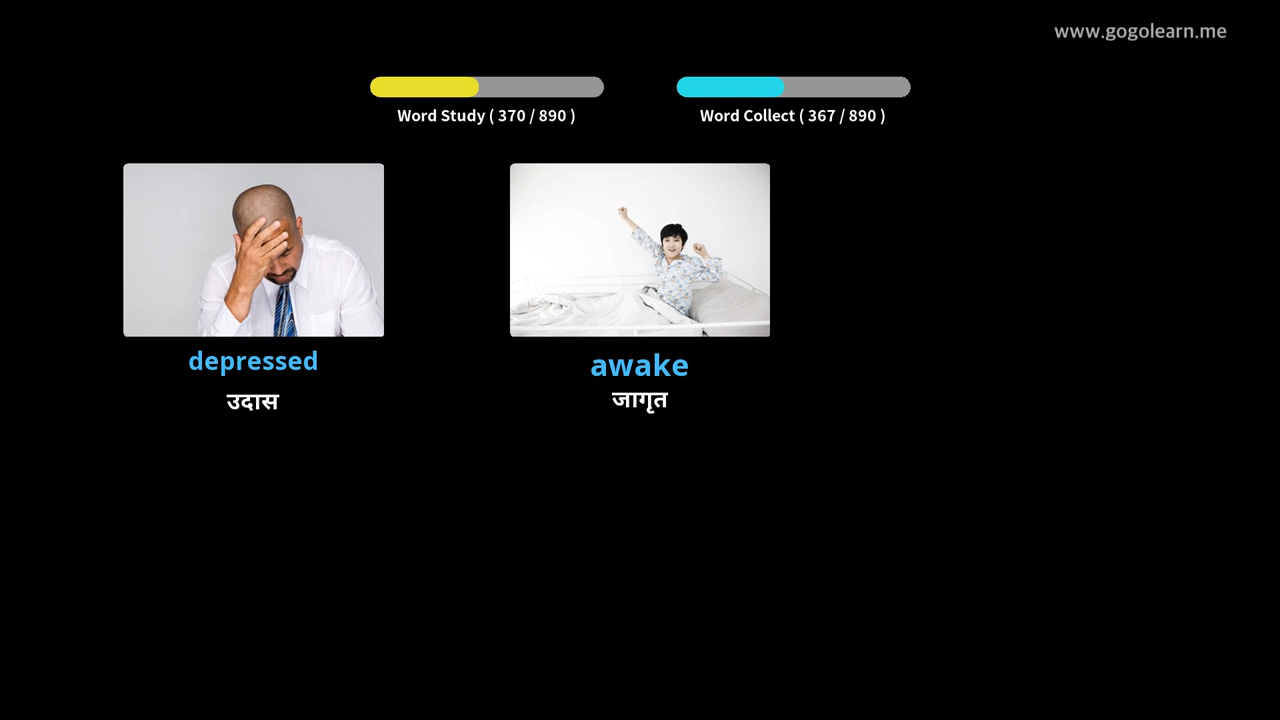 www.gogolearn.me
Word Study ( 370 / 890 )
Word Collect ( 367 / 890 )
depressed
उदास
awake
जागृत